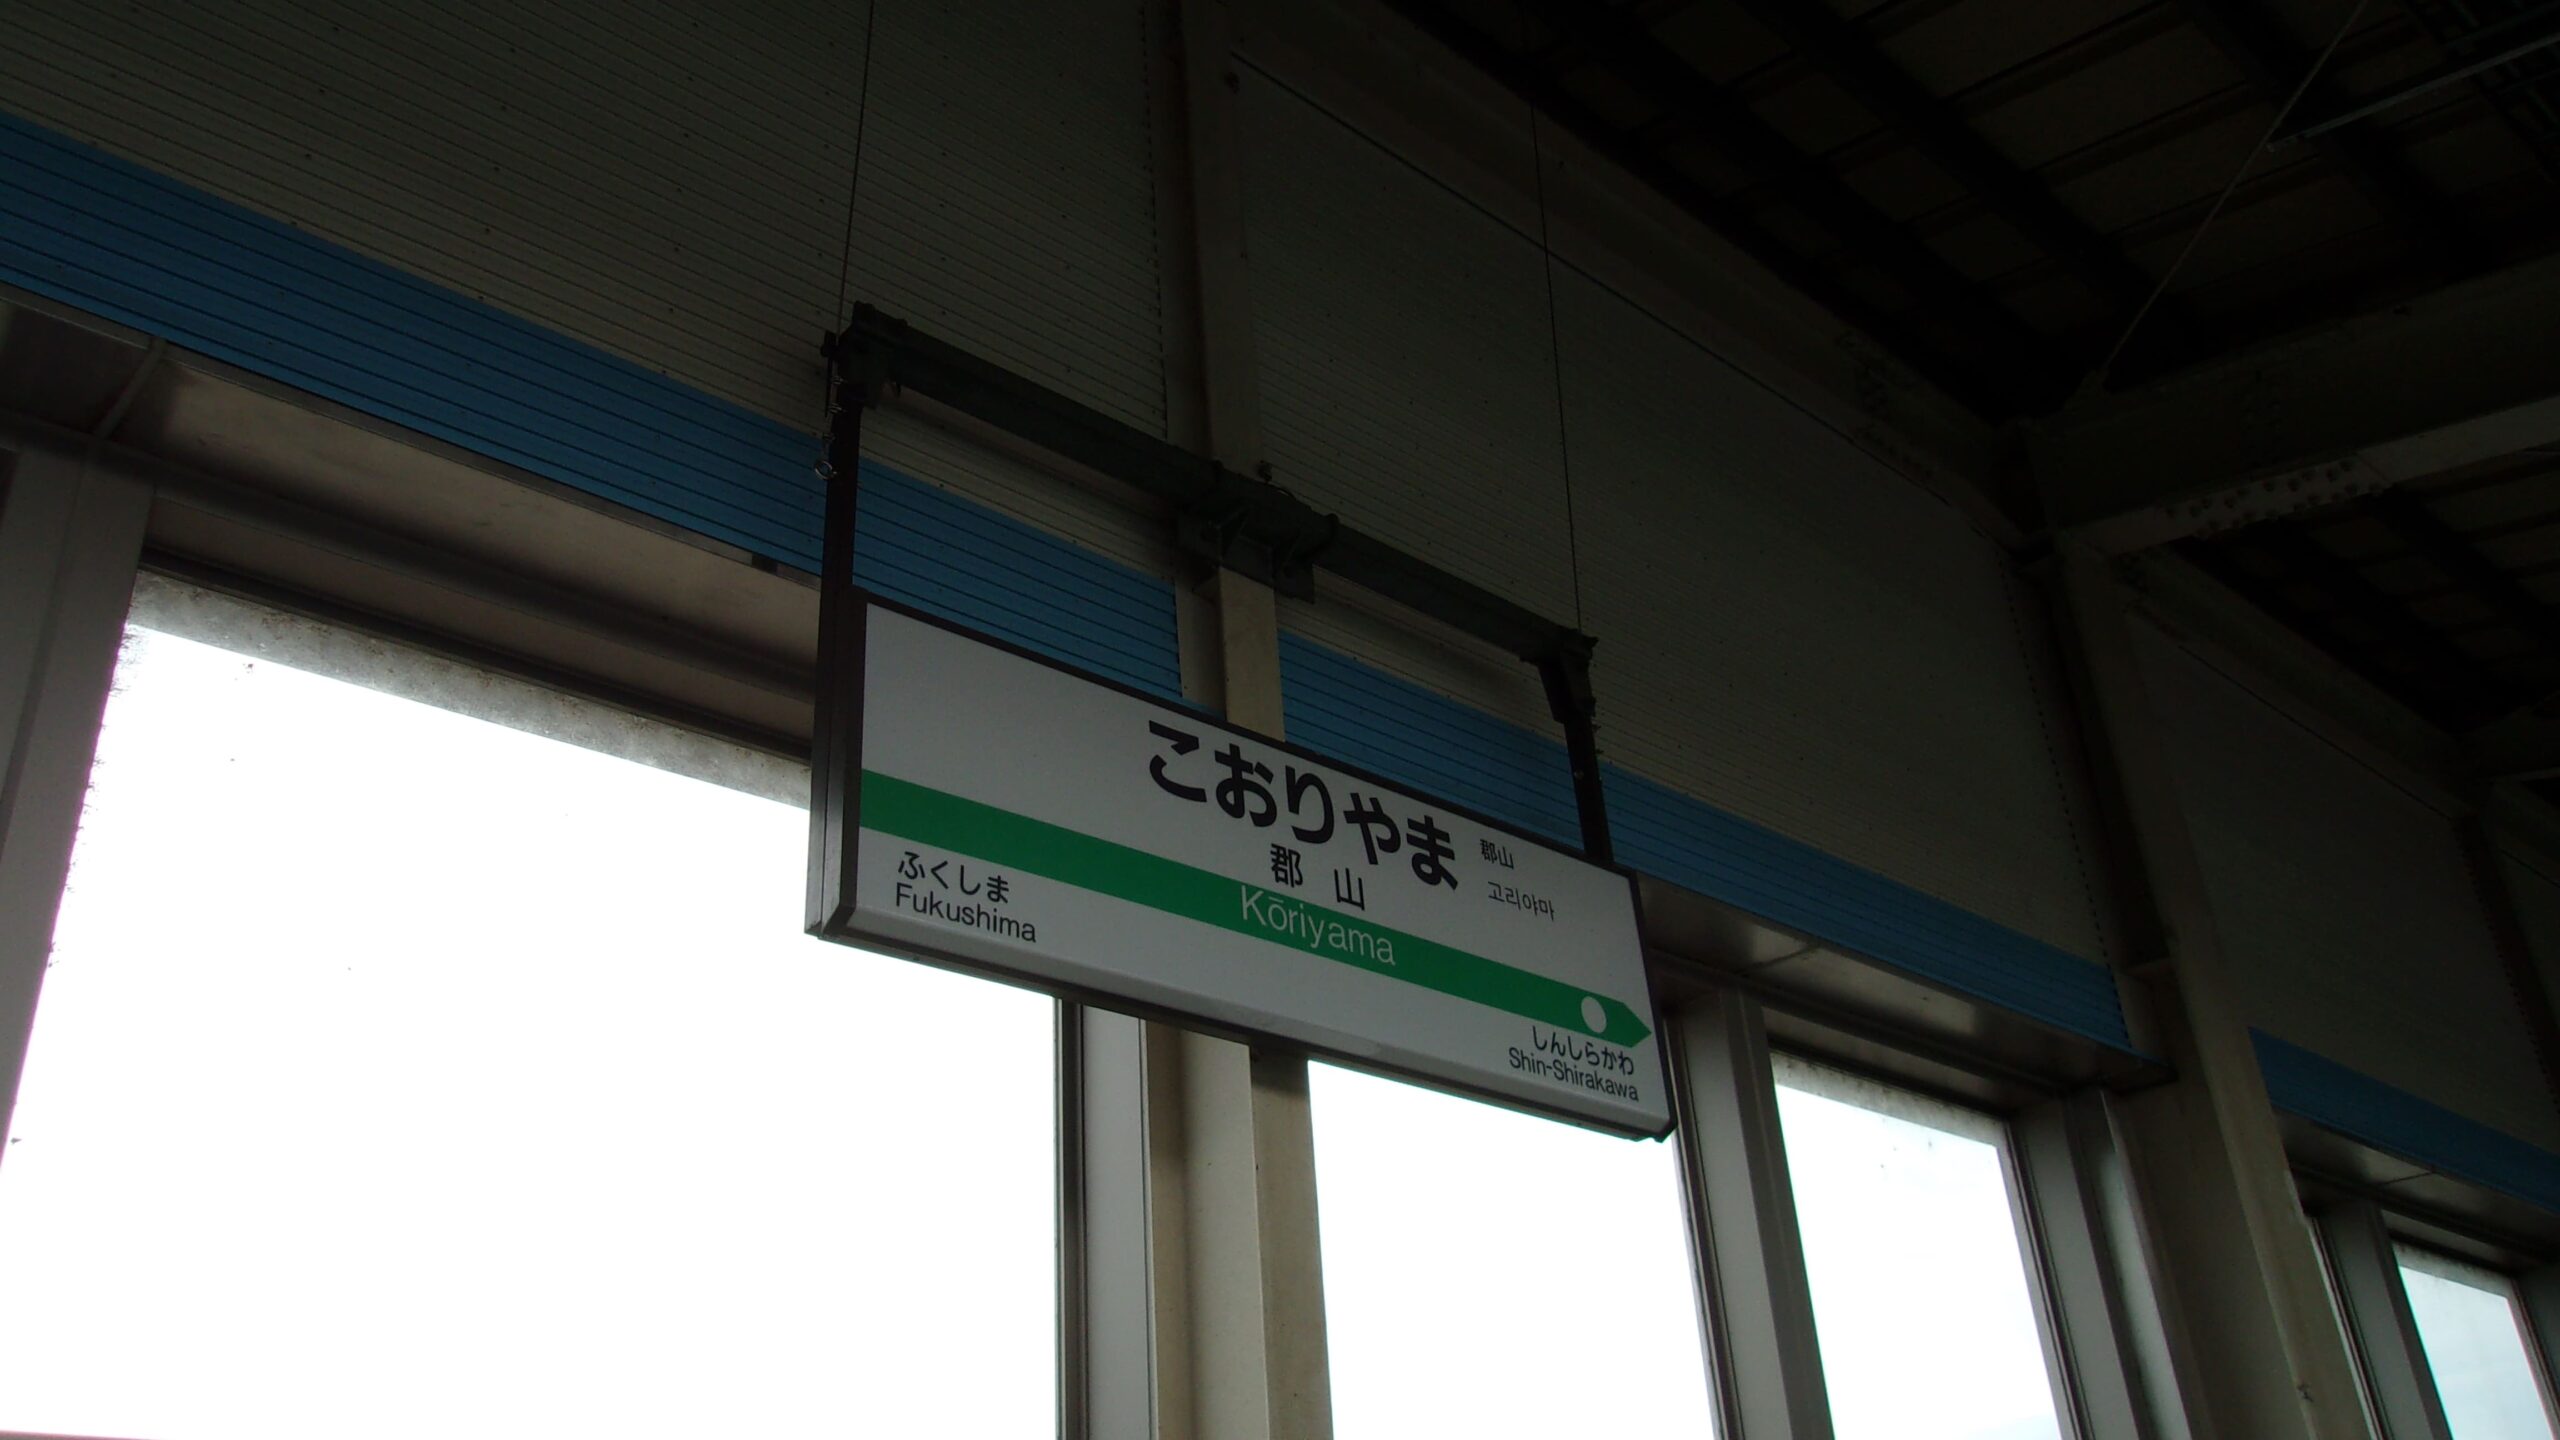 こおりやま
郡山
郡山
고리야마
Kōriyama
ふくしま
Fukushima
しんしらかわ
Shin-Shirakawa